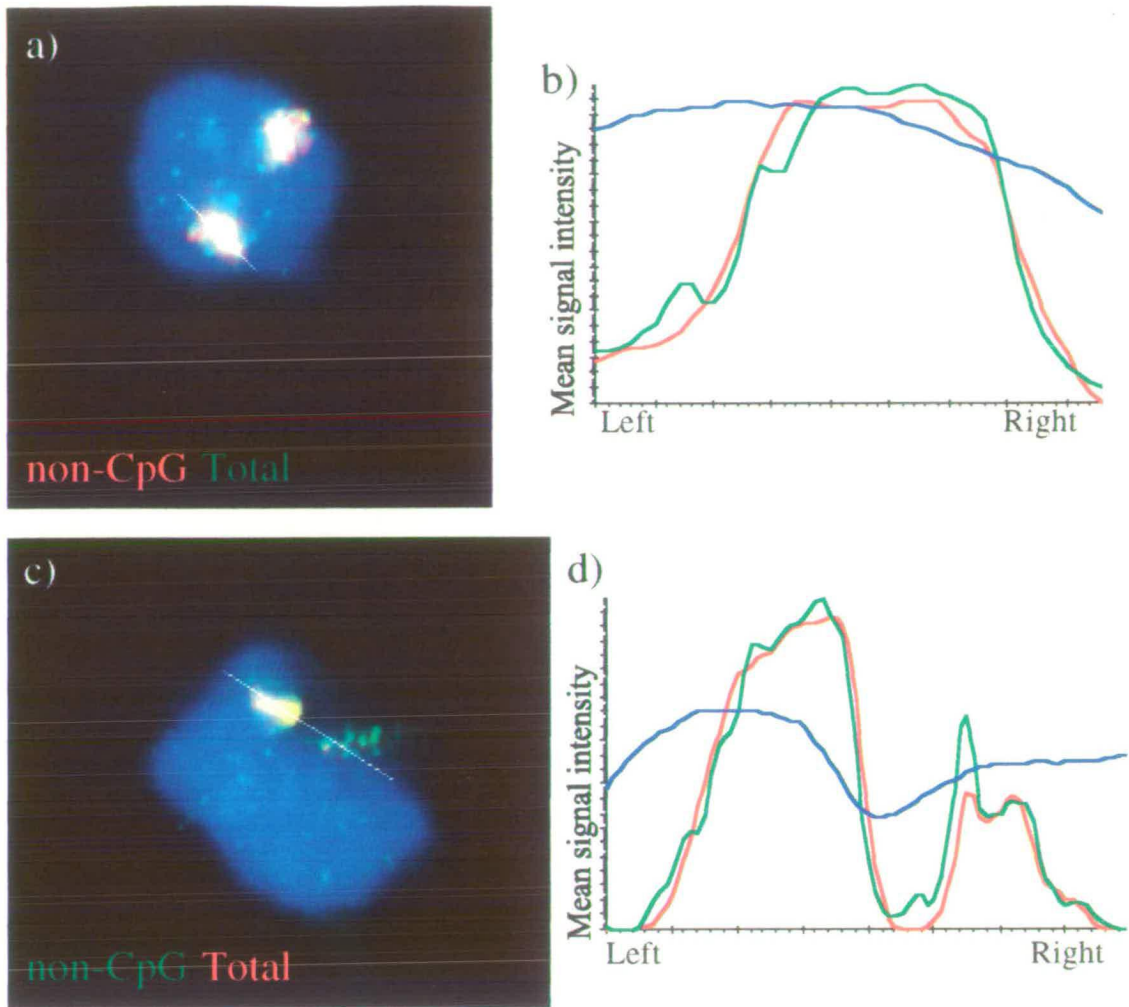 a)
b)
Mean signal intensity
Left Right
non-CpG Total
c)
d)
Mean signal intensity
Left Right
non-CpG Total